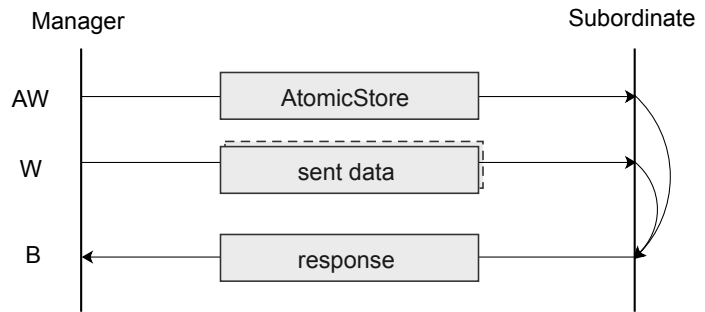 Manager
Subordinate
AW
AtomicStore
W
sent data
B
response